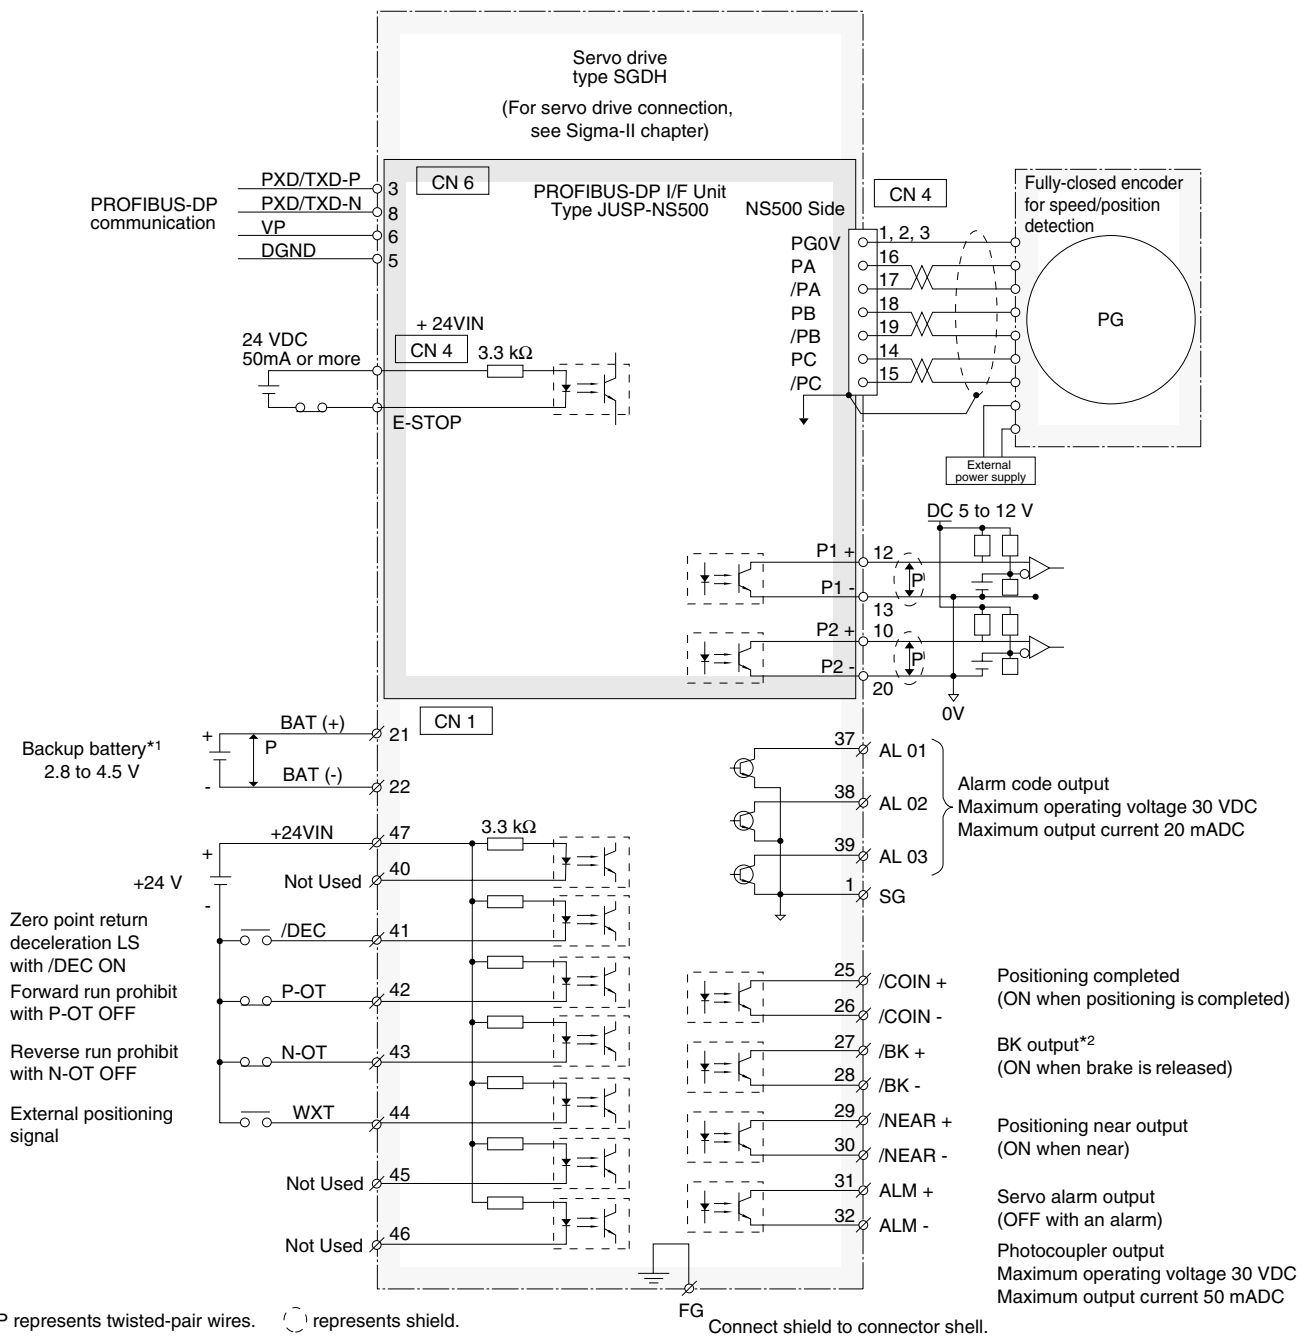 Servo drive
type SGDH
(For servo drive connection,
see Sigma-II chapter)
CN 6
PROFIBUS-DP I/F Unit
Type JUSP-NS500
NS500 Side
CN 4
Fully-closed encoder
for speed/position
detection
PROFIBUS-DP
communication
PXD/TXD-P
3
PXD/TXD-N
8
VP
6
DGND
5
PG0V
1, 2, 3
PA
16
/PA
17
PB
18
/PB
19
PC
14
/PC
15
PG
External
power supply
24 VDC
50mA or more
+ 24VIN
CN 4
3.3 kΩ
E-STOP
DC 5 to 12 V
P1 +
12
P
P1 -
13
P2 +
10
P
P2 -
20
0V
CN 1
Backup battery*1
2.8 to 4.5 V
+
-
BAT (+)
21
P
BAT (-)
22
37
AL 01
38
AL 02
39
AL 03
1
SG
Alarm code output
Maximum operating voltage 30 VDC
Maximum output current 20 mADC
+24 V
+
-
+24VIN
47
3.3 kΩ
Not Used
40
Zero point return
deceleration LS
with /DEC ON
/DEC
41
Forward run prohibit
with P-OT OFF
P-OT
42
Reverse run prohibit
with N-OT OFF
N-OT
43
External positioning
signal
WXT
44
Not Used
45
Not Used
46
25
/COIN +
26
/COIN -
Positioning completed
(ON when positioning is completed)
27
/BK +
28
/BK -
BK output*2
(ON when brake is released)
29
/NEAR +
30
/NEAR -
Positioning near output
(ON when near)
31
ALM +
32
ALM -
Servo alarm output
(OFF with an alarm)
Photocoupler output
Maximum operating voltage 30 VDC
Maximum output current 50 mADC
FG
Connect shield to connector shell.
P represents twisted-pair wires.
represents shield.